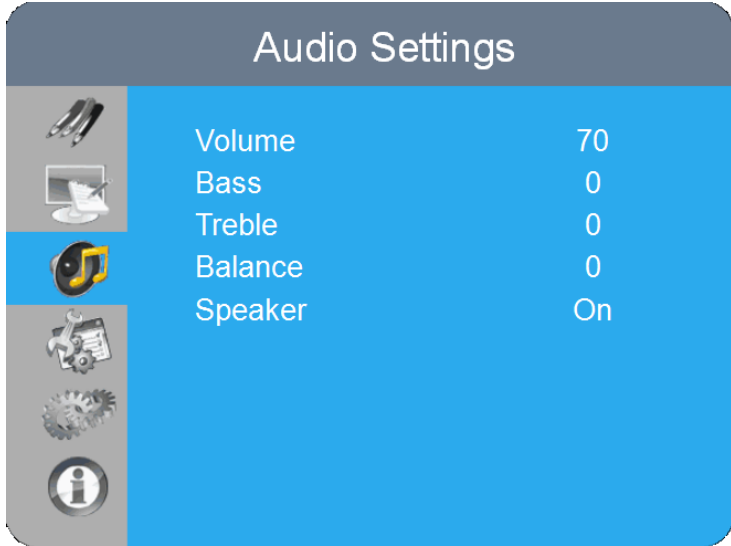 Audio Settings
Volume 70
Bass 0
Treble 0
Balance 0
Speaker On